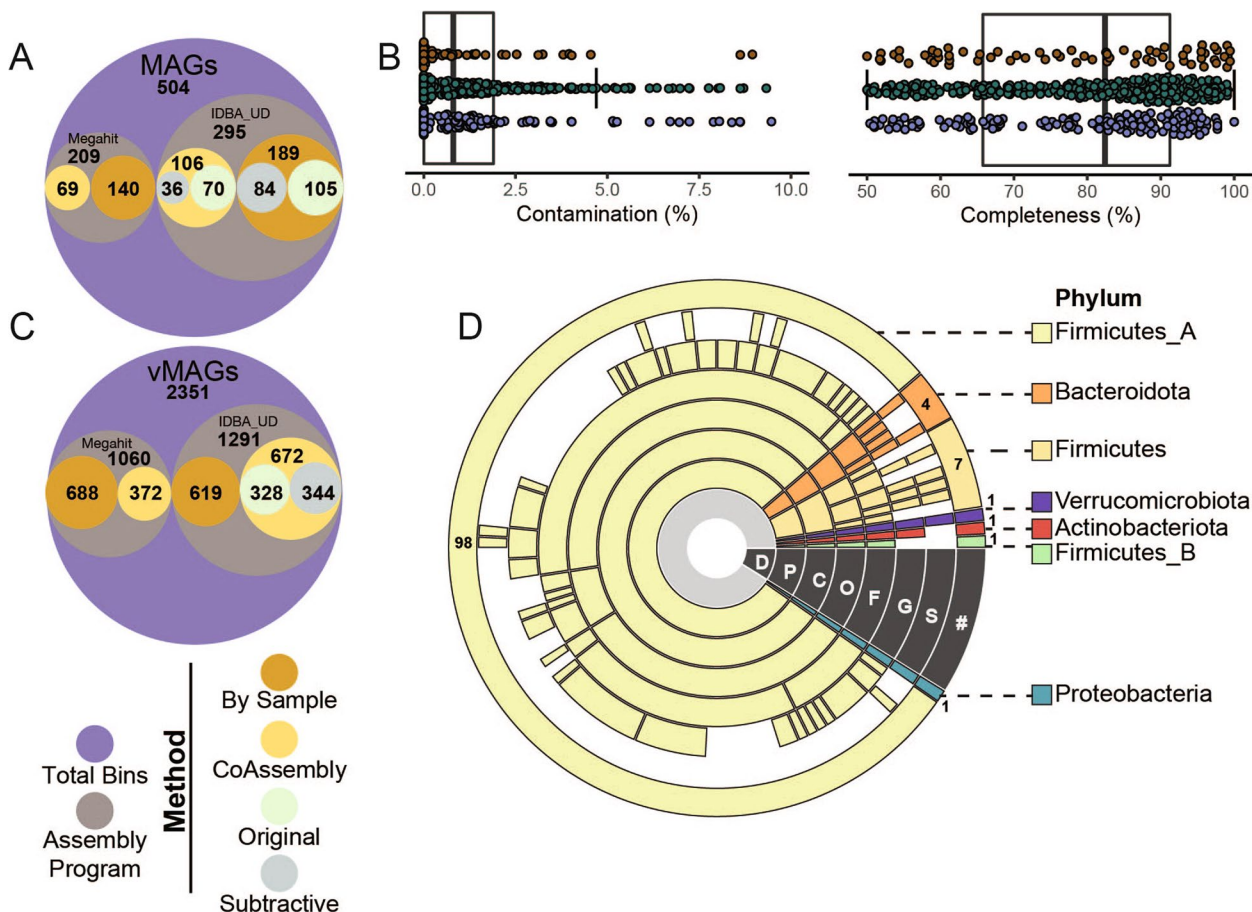 A
MAGs
504
IDBA_UD
295
Megahit
209
189
106
69
140
36
70
84
105
B
0.0
2.5
5.0
7.5
10.0
Contamination (%)
50
60
70
80
90
100
Completeness (%)
C
vMAGs
2351
IDBA_UD
1291
Megahit
1060
672
688
372
619
328
344
Total Bins
Assembly
Program
Method
By Sample
CoAssembly
Original
Subtractive
D
Phylum
Firmicutes_A
Bacteroidota
Firmicutes
Verrucomicrobiota
Actinobacteriota
Firmicutes_B
Proteobacteria
4
7
1
1
1
98
D
P
C
O
F
G
S
#
1